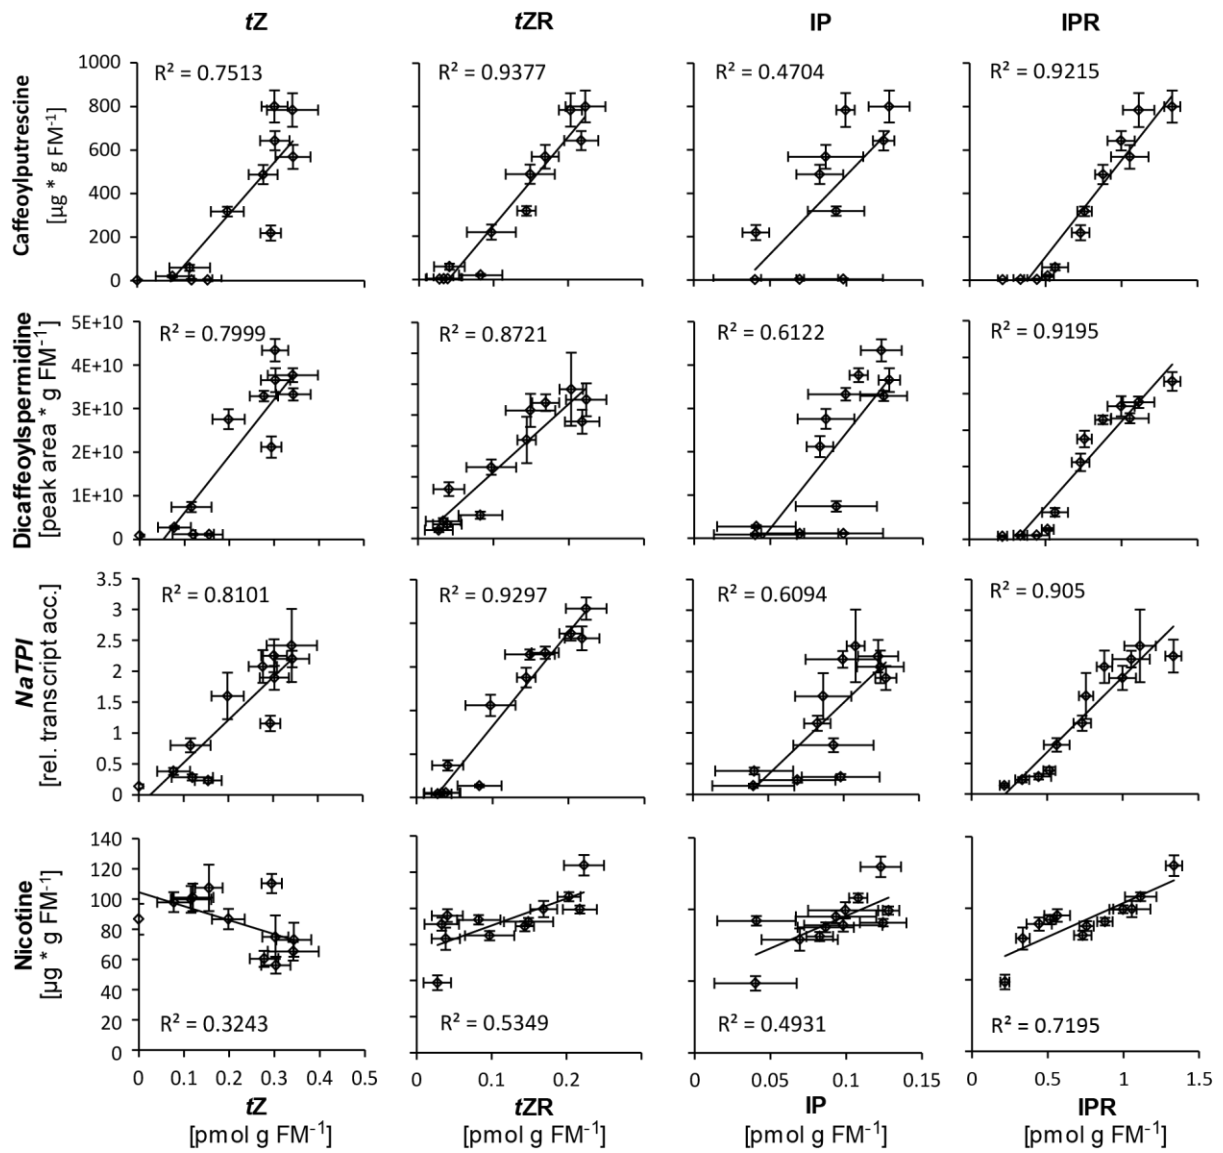 tZ tZR IP IPR
Caffeoylputrescine
[µg * g FM⁻¹]
1000
800
600
400
200
0
R² = 0.7513
R² = 0.9377
R² = 0.4704
R² = 0.9215
Dicaffeoylspermidine
[peak area * g FM⁻¹]
5E+10
4E+10
3E+10
2E+10
1E+10
0
R² = 0.7999
R² = 0.8721
R² = 0.6122
R² = 0.9195
NaTPI
[rel. transcript acc.]
3.5
3
2.5
2
1.5
1
0.5
0
R² = 0.8101
R² = 0.9297
R² = 0.6094
R² = 0.905
Nicotine
[µg * g FM⁻¹]
140
120
100
80
60
40
20
0
R² = 0.3243
R² = 0.5349
R² = 0.4931
R² = 0.7195
0 0.1 0.2 0.3 0.4 0.5
0 0.1 0.2
0 0.05 0.1 0.15
0 0.5 1 1.5
tZ tZR IP IPR
[pmol g FM⁻¹] [pmol g FM⁻¹] [pmol g FM⁻¹] [pmol g FM⁻¹]